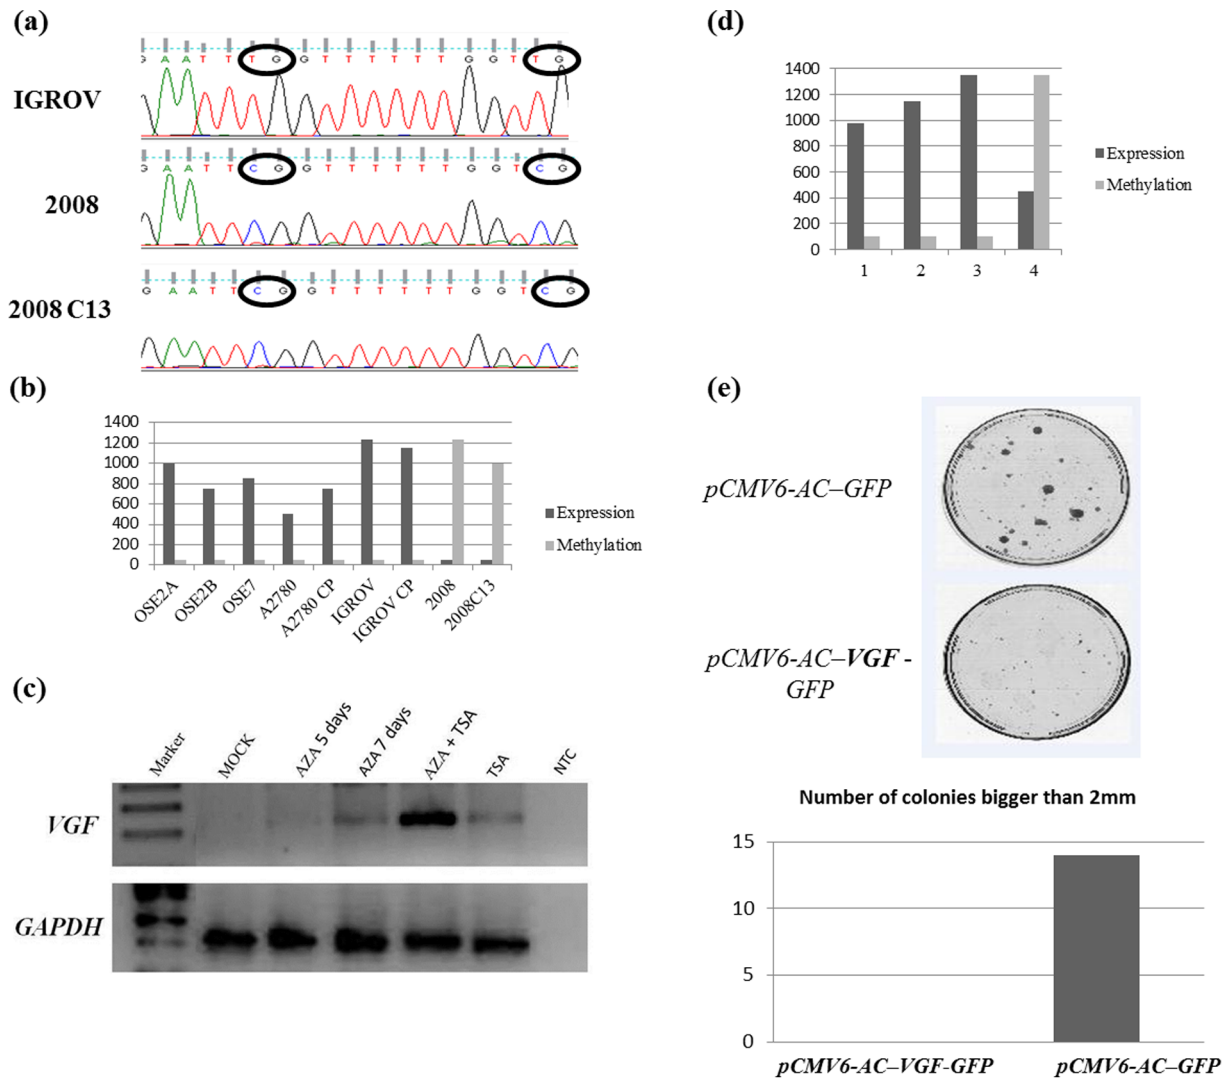 (a)
G A A T T T G G T T T T T T G G T T G
IGROV
G A A T T C G G T T T T T T G G T C G
2008
G A A T T C G G T T T T T T G G T C G
2008 C13
(b)
1400
1200
1000
800
600
400
200
0
OSE2A
OSE2B
OSE7
A2780
A2780 CP
IGROV
IGROV CP
2008
2008C13
Expression
Methylation
(c)
Marker
MOCK
AZA 5 days
AZA 7 days
AZA + TSA
TSA
NTC
VGF
GAPDH
(d)
1400
1200
1000
800
600
400
200
0
1 2 3 4
Expression
Methylation
(e)
pCMV6-AC–GFP
pCMV6-AC–VGF -
GFP
Number of colonies bigger than 2mm
15
10
5
0
pCMV6-AC–VGF-GFP
pCMV6-AC–GFP